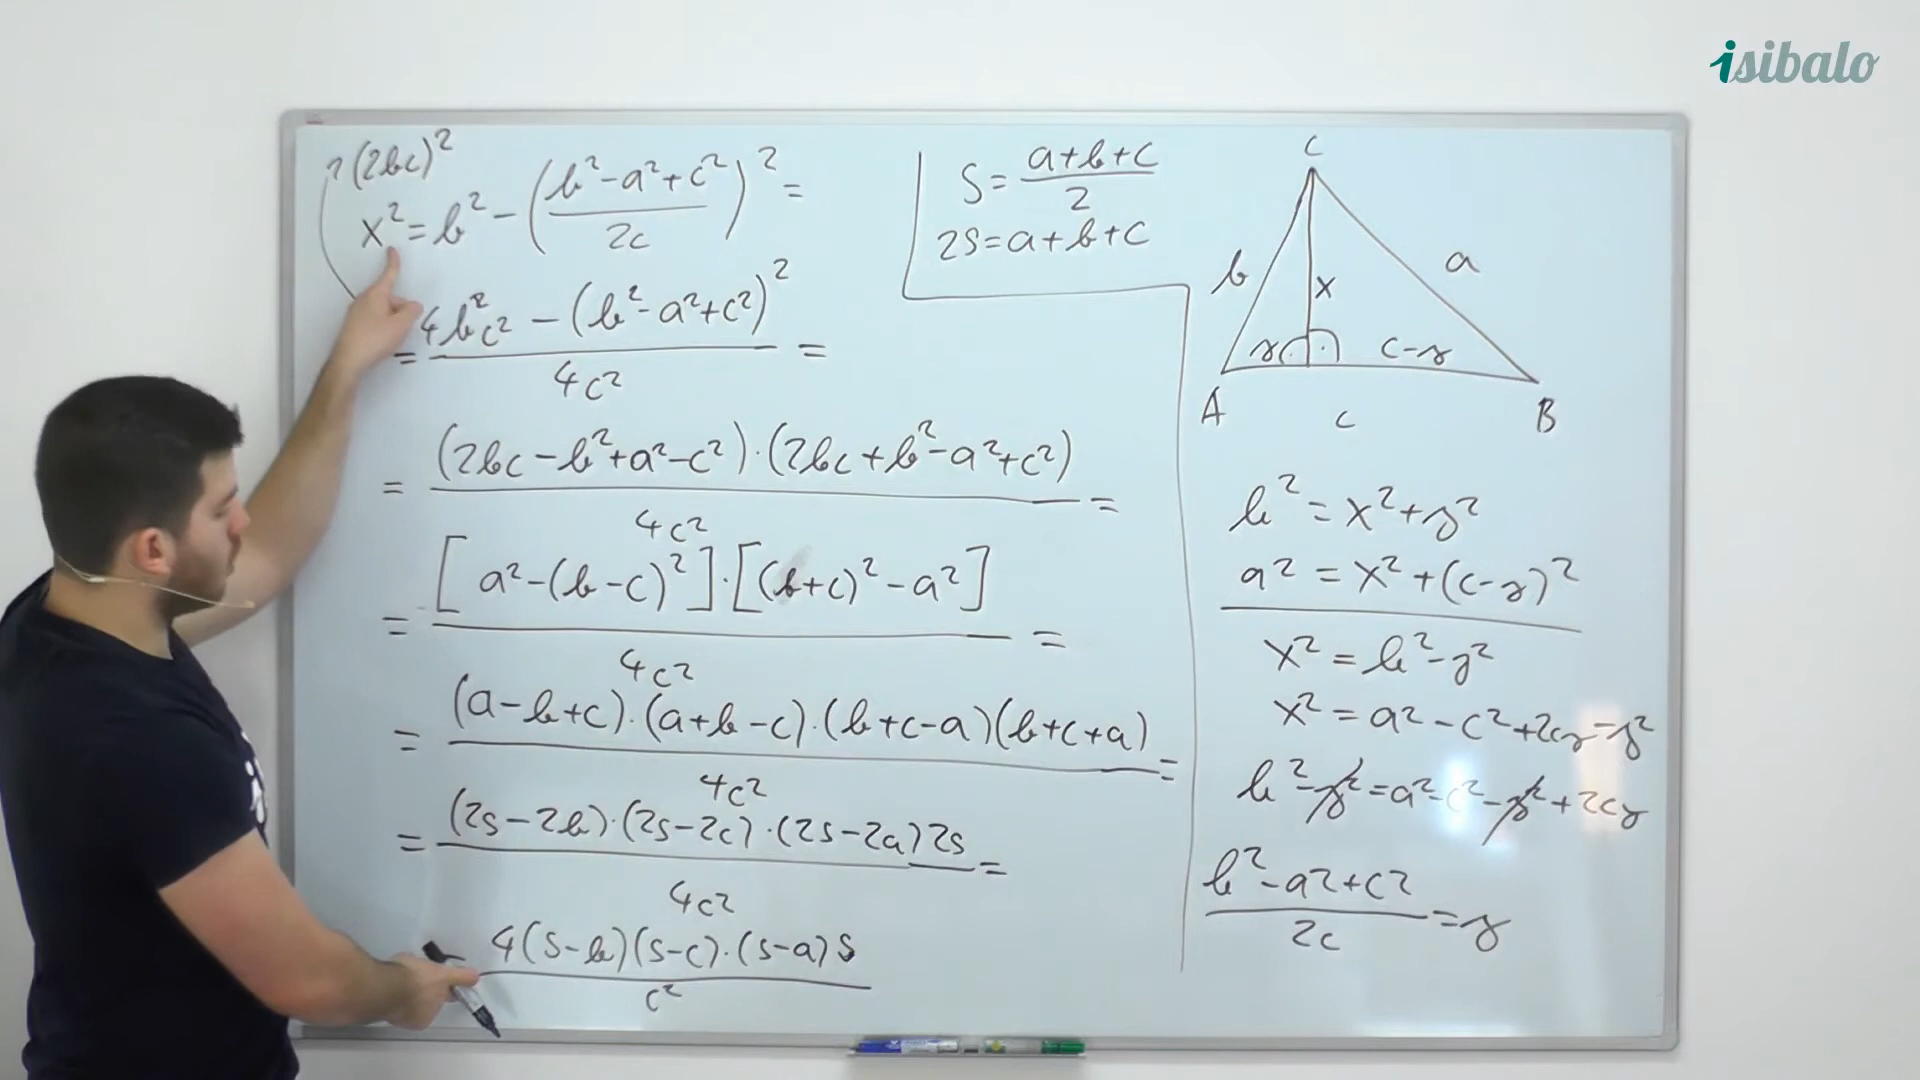 isibalo
(2bc)²
x² = b² - ((b² - a² + c²)/2c)² =
= (4b²c² - (b² - a² + c²)²)/4c² =
= ((2bc - b² + a² - c²)·(2bc + b² - a² + c²))/4c² =
= ([a² - (b - c)²]·[(b + c)² - a²])/4c² =
= ((a - b + c)·(a + b - c)·(b + c - a)(b + c + a))/4c² =
= ((2s - 2b)·(2s - 2c)·(2s - 2a)2s)/4c² =
= (4(s - b)(s - c)·(s - a)s)/c²
S = (a + b + c)/2
2S = a + b + c
C
b
x
a
y
c - y
A
c
B
b² = x² + y²
a² = x² + (c - y)²
x² = b² - y²
x² = a² - c² + 2cy - y²
b² - y² = a² - c² - y² + 2cy
(b² - a² + c²)/2c = y